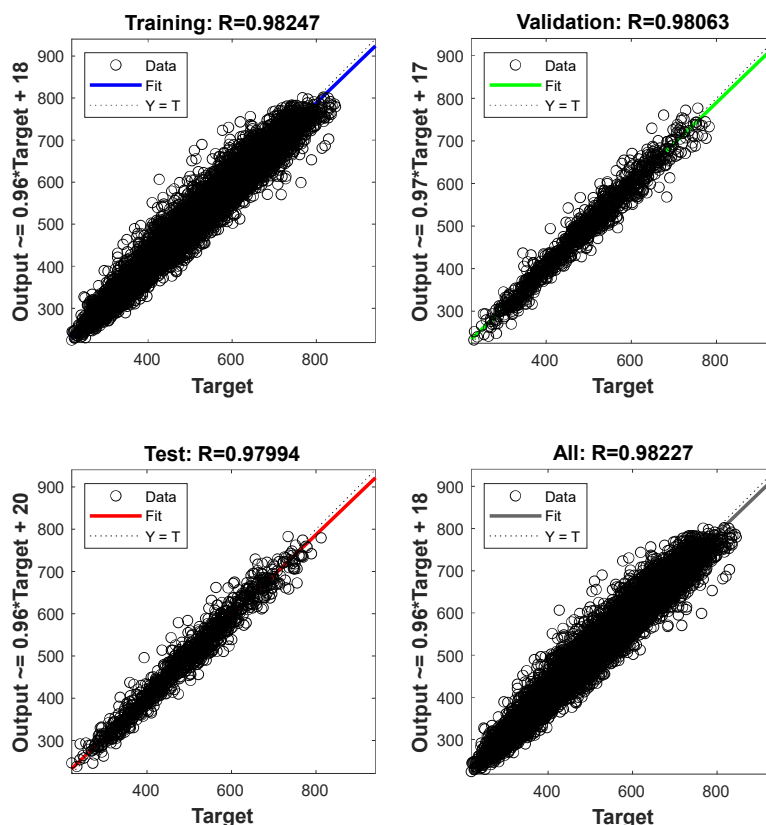 Training: R=0.98247
Output ~= 0.96*Target + 18
900
800
700
600
500
400
300
Data
Fit
Y = T
400
600
800
Target
Validation: R=0.98063
Output ~= 0.97*Target + 17
900
800
700
600
500
400
300
Data
Fit
Y = T
400
600
800
Target
Test: R=0.97994
Output ~= 0.96*Target + 20
900
800
700
600
500
400
300
Data
Fit
Y = T
400
600
800
Target
All: R=0.98227
Output ~= 0.96*Target + 18
900
800
700
600
500
400
300
Data
Fit
Y = T
400
600
800
Target